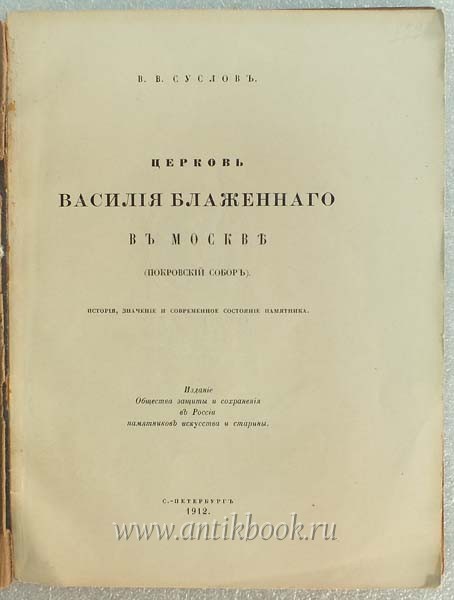 В. В. СУСЛОВЪ.
ЦЕРКОВЬ
ВАСИЛІЯ БЛАЖЕННАГО
ВЪ МОСКВѢ
(ПОКРОВСКІЙ СОБОРЪ).
ИСТОРІЯ, ЗНАЧЕНІЕ И СОВРЕМЕННОЕ СОСТОЯНІЕ ПАМЯТНИКА.
Изданіе
Общества защиты и сохраненія
въ Россіи
памятниковъ искусства и старины.
С.-ПЕТЕРБУРГЪ
1912.
www.antikbook.ru